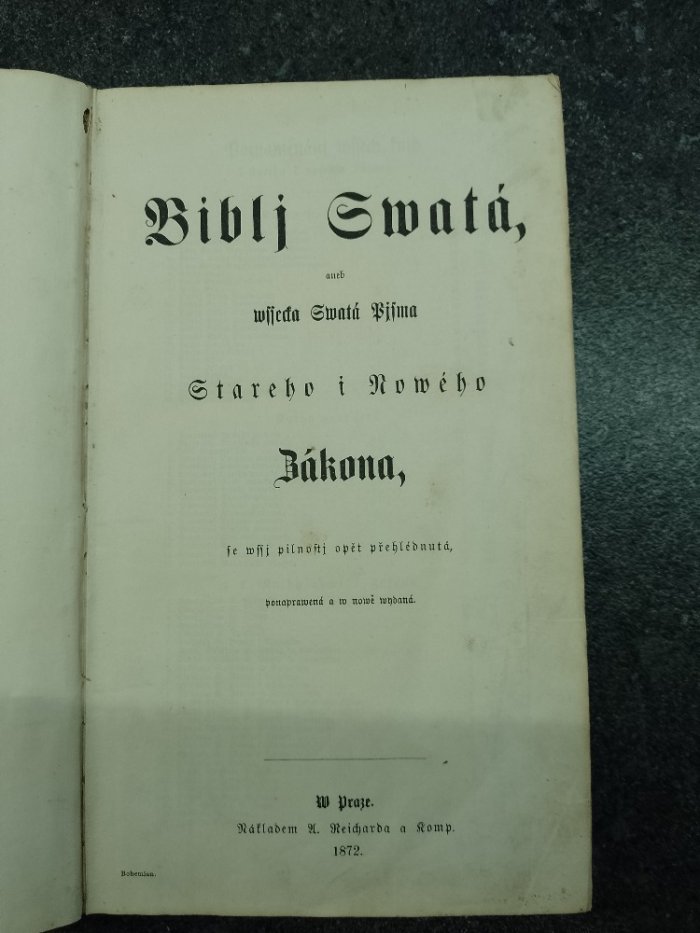 Biblj Swatá,
aneb
wssecka Swatá Pjsma
Stareho i Nowého
Zákona,
se wssj pilnostj opět přehlédnutá,
ponaprawená a w nowě wydaná.
W Praze.
Nákladem A. Reicharda a Komp.
1872.
Bohemian.